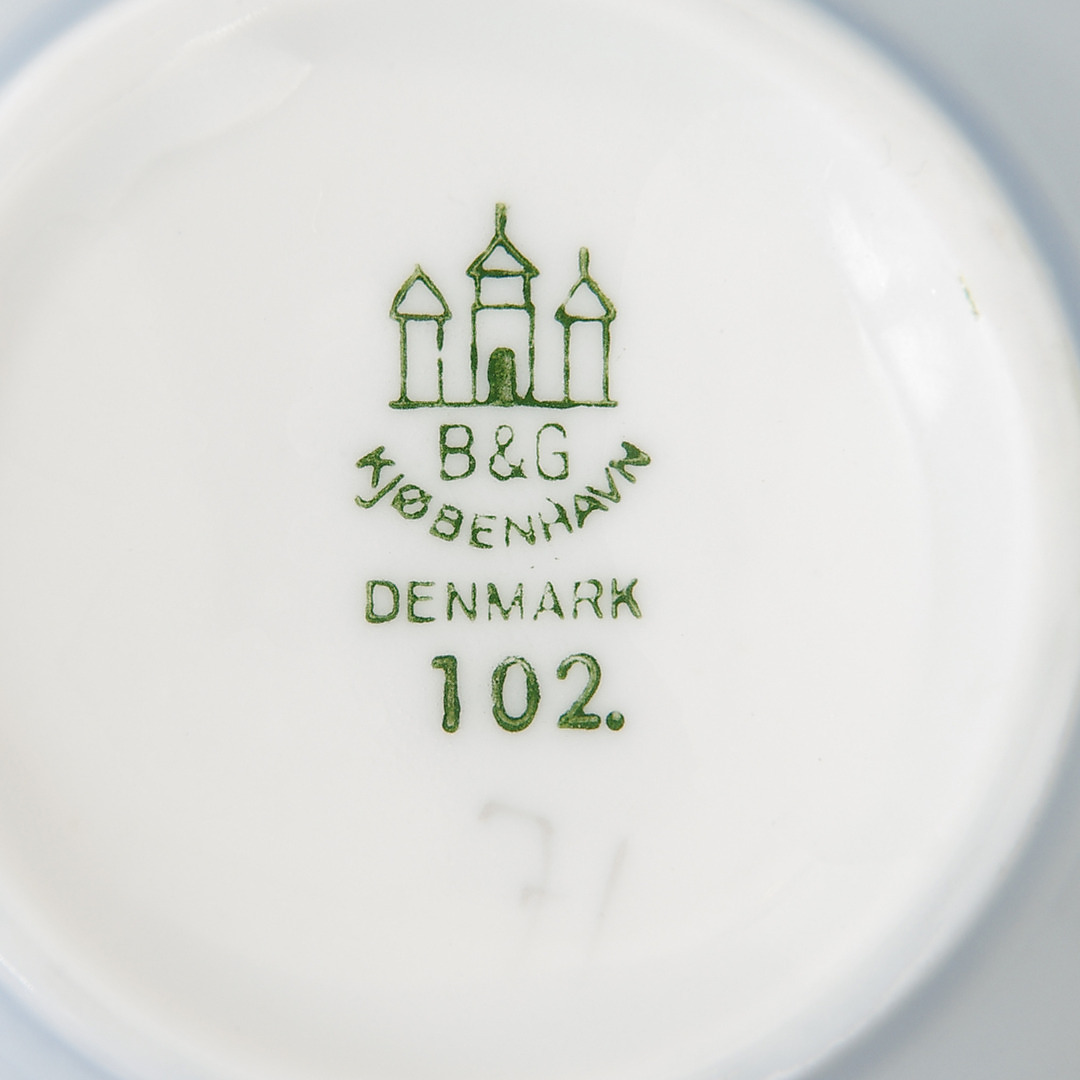 B&G
KJØBENHAVN
DENMARK
102.